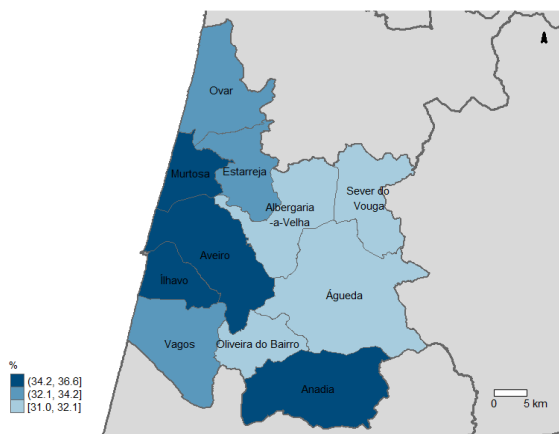 Ovar
Murtosa
Estarreja
Sever do
Vouga
Albergaria
-a-Velha
Aveiro
Ílhavo
Águeda
Vagos
Oliveira do Bairro
Anadia
%
(34.2, 36.6]
(32.1, 34.2]
[31.0, 32.1]
0 5 km